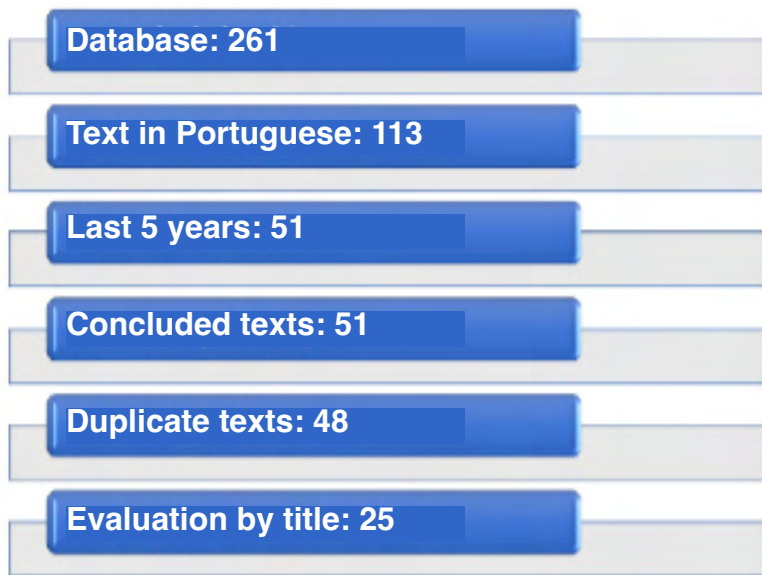 Database: 261
Text in Portuguese: 113
Last 5 years: 51
Concluded texts: 51
Duplicate texts: 48
Evaluation by title: 25